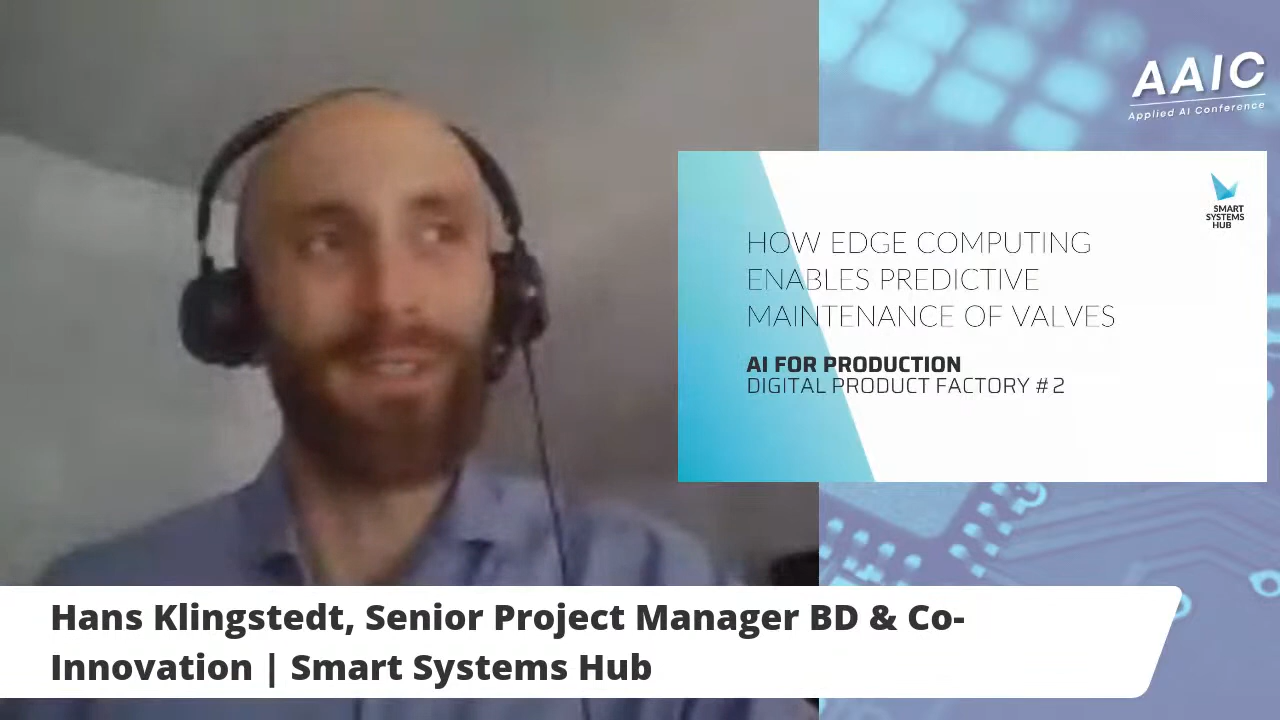 AAIC
Applied AI Conference
SMART
SYSTEMS
HUB
HOW EDGE COMPUTING
ENABLES PREDICTIVE
MAINTENANCE OF VALVES
AI FOR PRODUCTION
DIGITAL PRODUCT FACTORY #2
Hans Klingstedt, Senior Project Manager BD & Co-
Innovation | Smart Systems Hub